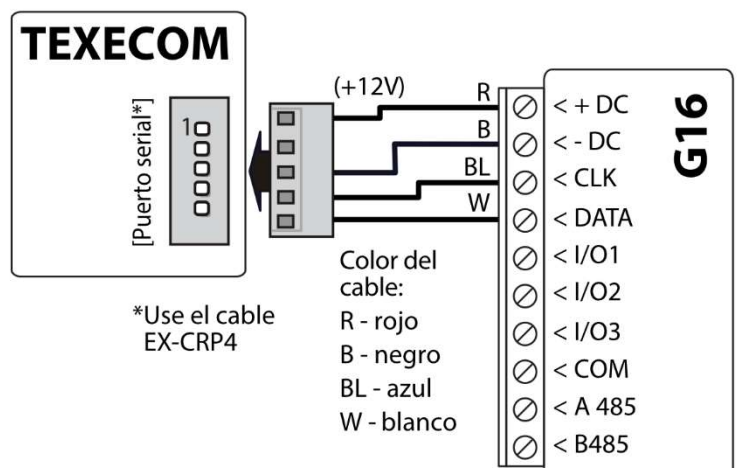 TEXECOM
[Puerto serial*]
1
(+12V)
R
B
BL
W
*Use el cable
EX-CRP4
Color del
cable:
R - rojo
B - negro
BL - azul
W - blanco
< + DC
< - DC
< CLK
< DATA
< I/O1
< I/O2
< I/O3
< COM
< A 485
< B485
G16